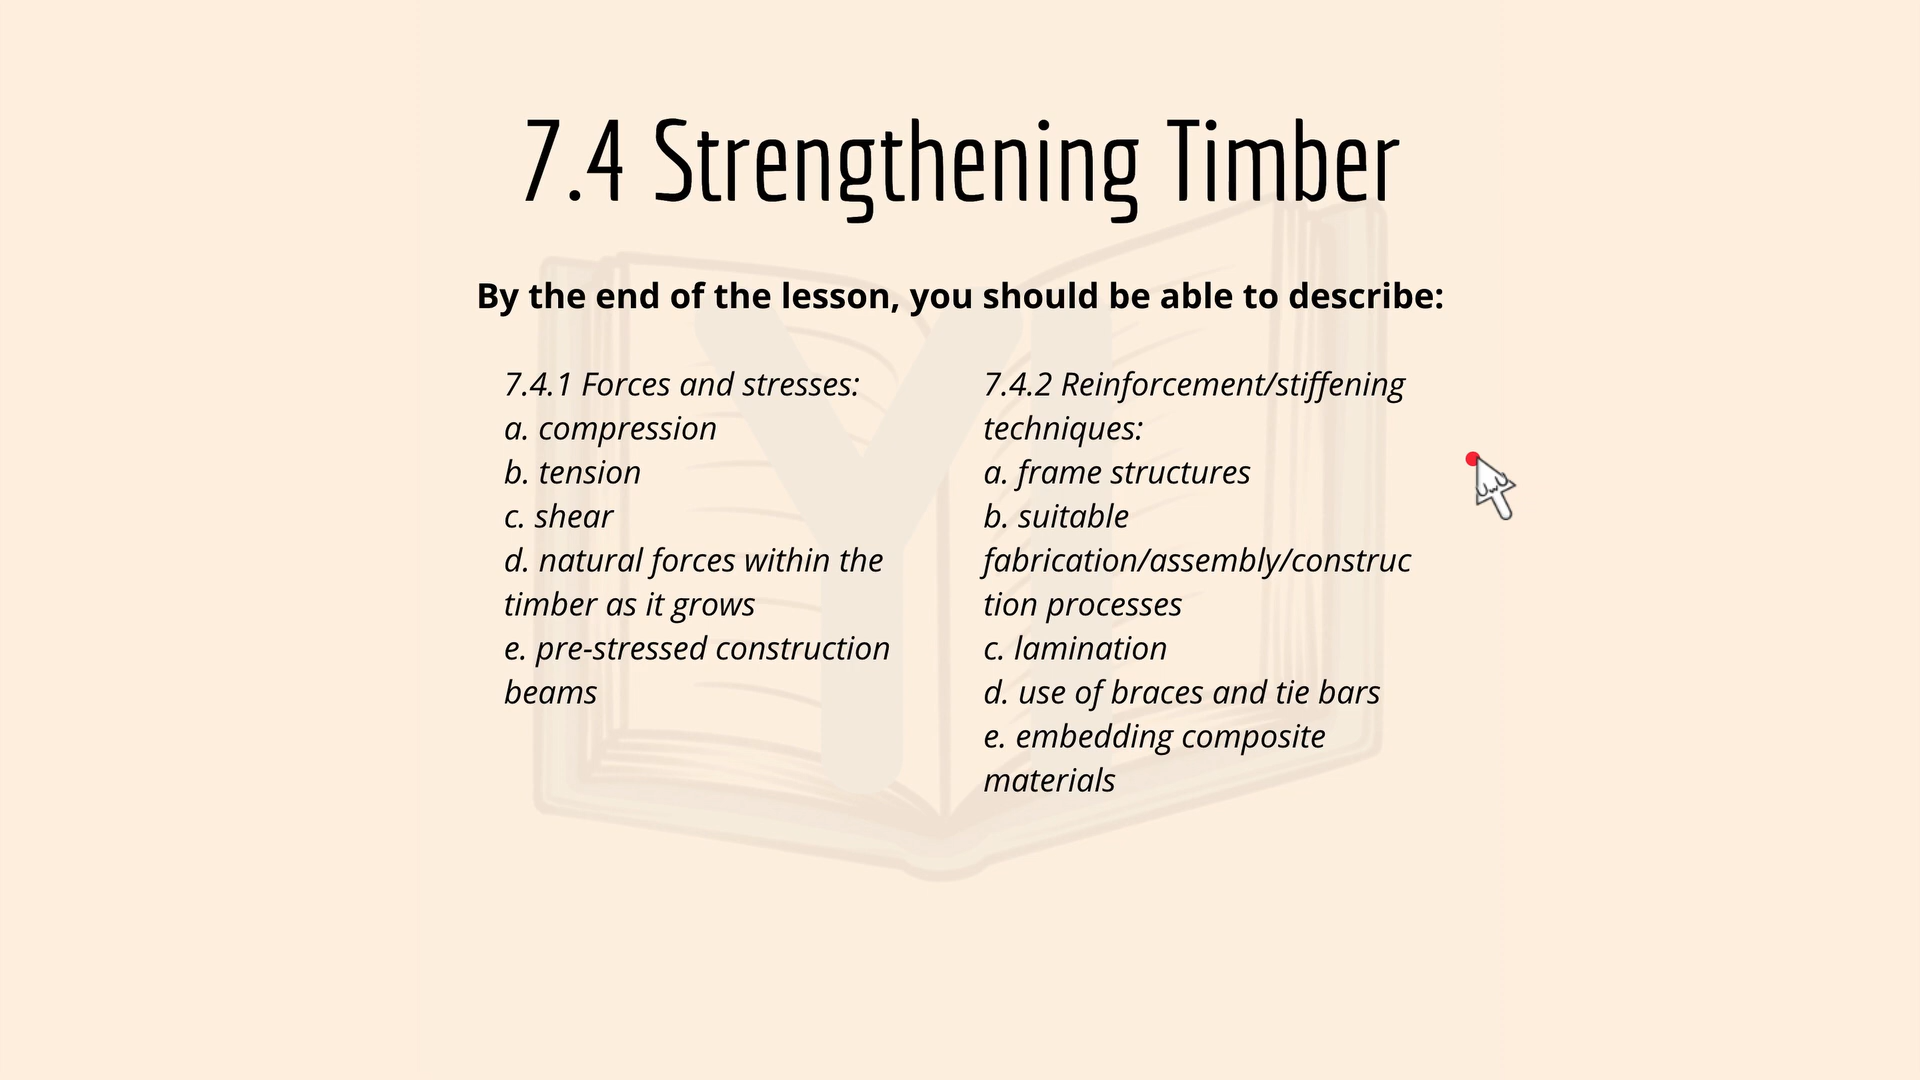 7.4 Strengthening Timber
By the end of the lesson, you should be able to describe:
7.4.1 Forces and stresses:
a. compression
b. tension
c. shear
d. natural forces within the
timber as it grows
e. pre-stressed construction
beams
7.4.2 Reinforcement/stiffening
techniques:
a. frame structures
b. suitable
fabrication/assembly/construc
tion processes
c. lamination
d. use of braces and tie bars
e. embedding composite
materials